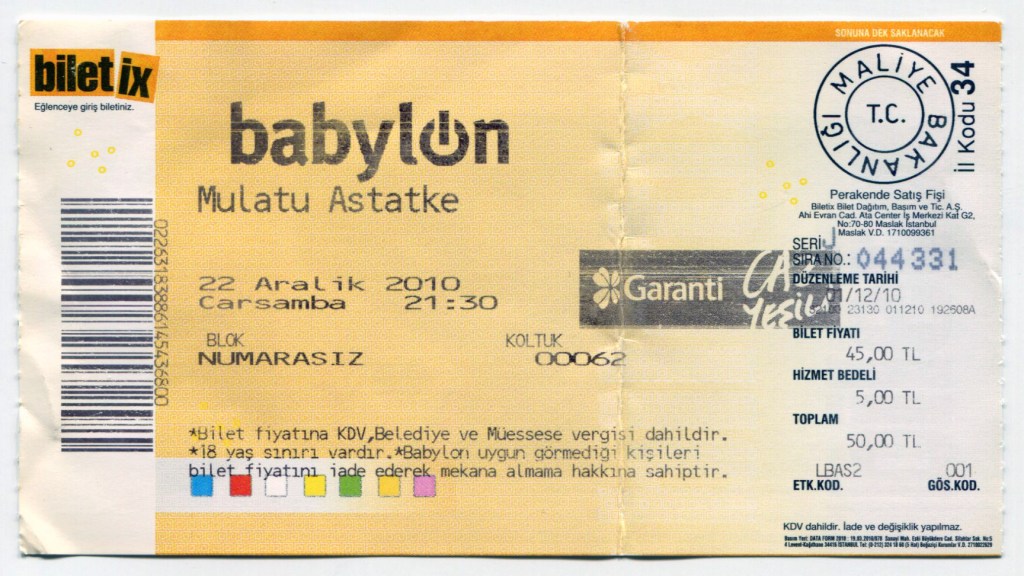 SONUNA DEK SAKLANACAK
biletix
Eğlenceye giriş biletiniz.
babylon
Mulatu Astatke
22 Aralik 2010
Carsamba 21:30
BLOK KOLTUK
NUMARASIZ 00062
*Bilet fiyatına KDV,Belediye ve Müessese vergisi dahildir.
*18 yaş sınırı vardır.*Babylon uygun görmediği kişileri
bilet fiyatını iade ederek mekana almama hakkına sahiptir.
Garanti
YEŞİL
MALİYE BAKANLIĞI
T.C.
İl Kodu 34
Perakende Satış Fişi
Biletix Bilet Dağıtım, Basım ve Tic. A.Ş.
Ahi Evran Cad. Ata Center İş Merkezi Kat G2,
No:70-80 Maslak İstanbul
Maslak V.D. 1710099361
SERİ J
SIRA NO.: 044331
DÜZENLEME TARİHİ
01/12/10
23130 011210 192608A
BİLET FİYATI
45,00 TL
HİZMET BEDELİ
5,00 TL
TOPLAM
50,00 TL
LBAS2 001
ETK.KOD. GÖS.KOD.
KDV dahildir. İade ve değişiklik yapılmaz.